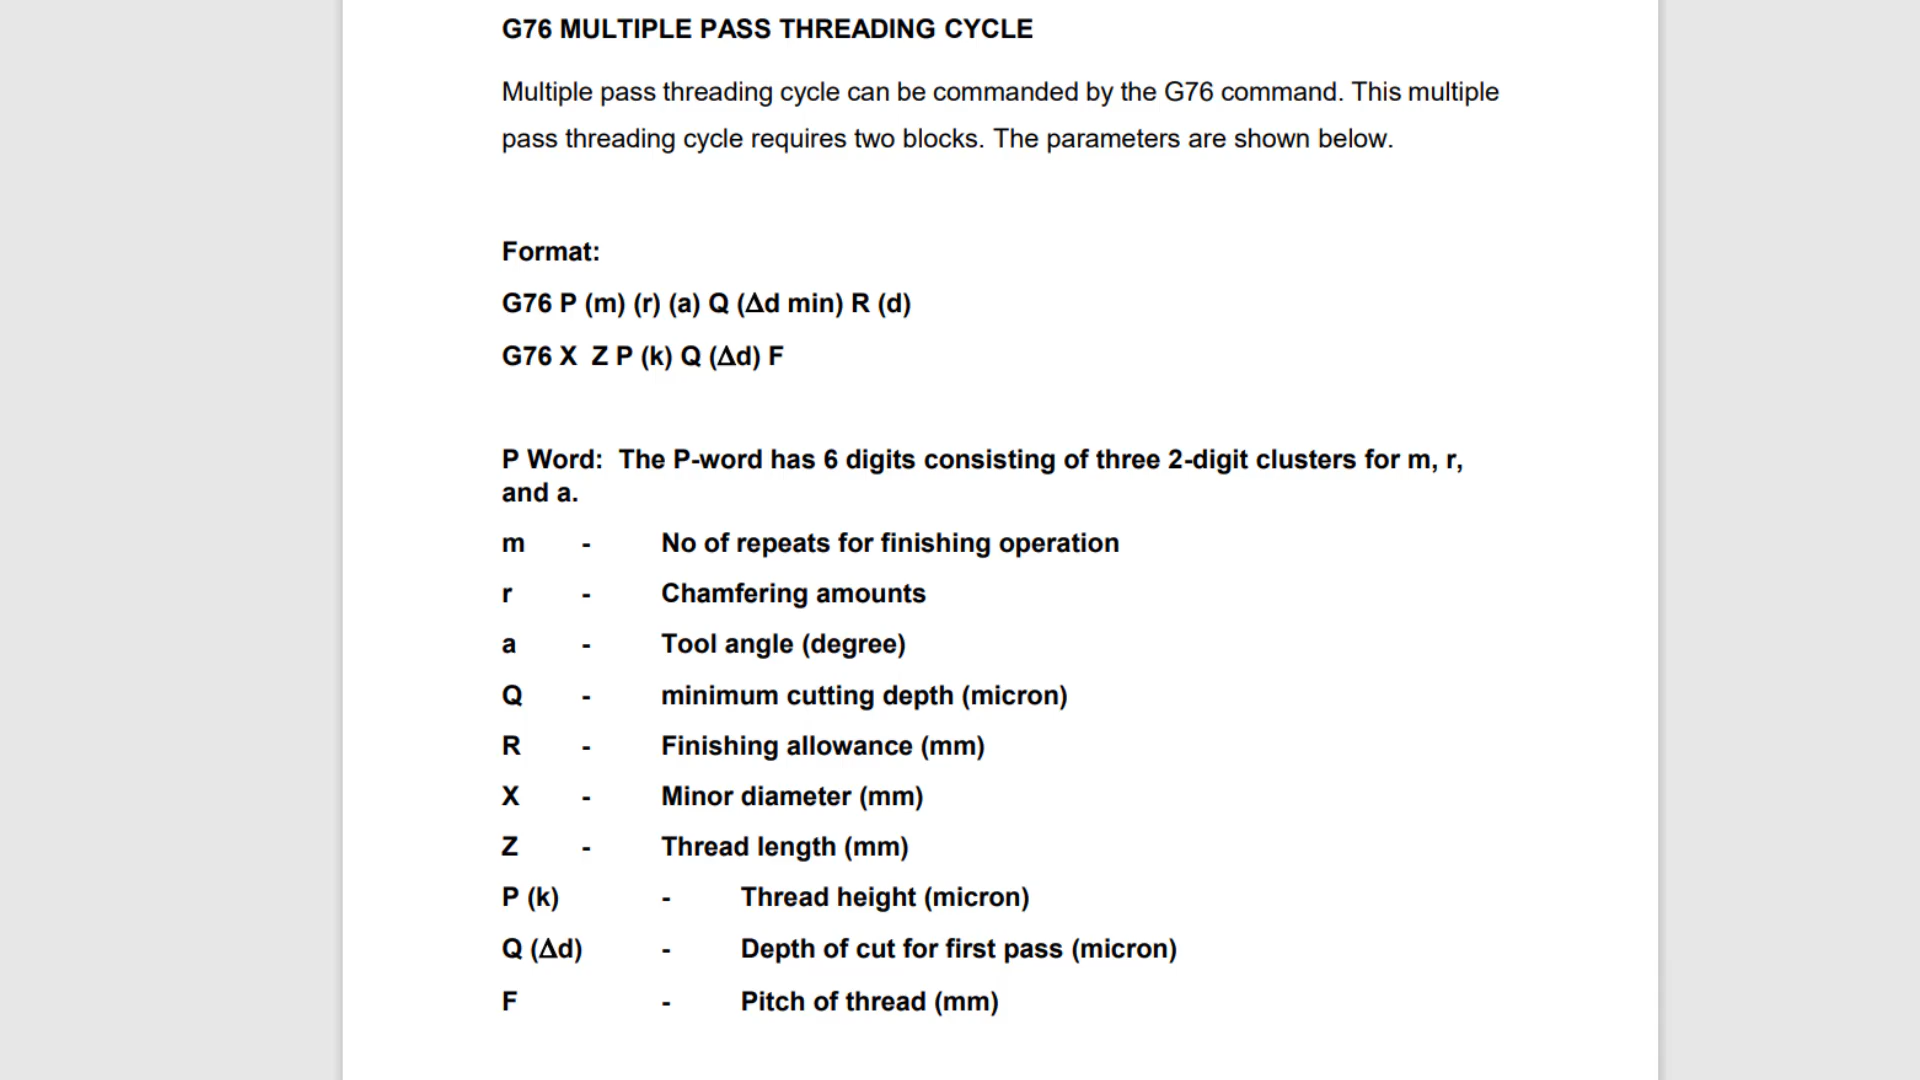 G76 MULTIPLE PASS THREADING CYCLE
Multiple pass threading cycle can be commanded by the G76 command. This multiple
pass threading cycle requires two blocks. The parameters are shown below.
Format:
G76 P (m) (r) (a) Q (Δd min) R (d)
G76 X  Z P (k) Q (Δd) F
P Word:  The P-word has 6 digits consisting of three 2-digit clusters for m, r,
and a.
m - No of repeats for finishing operation
r - Chamfering amounts
a - Tool angle (degree)
Q - minimum cutting depth (micron)
R - Finishing allowance (mm)
X - Minor diameter (mm)
Z - Thread length (mm)
P (k) - Thread height (micron)
Q (Δd) - Depth of cut for first pass (micron)
F - Pitch of thread (mm)